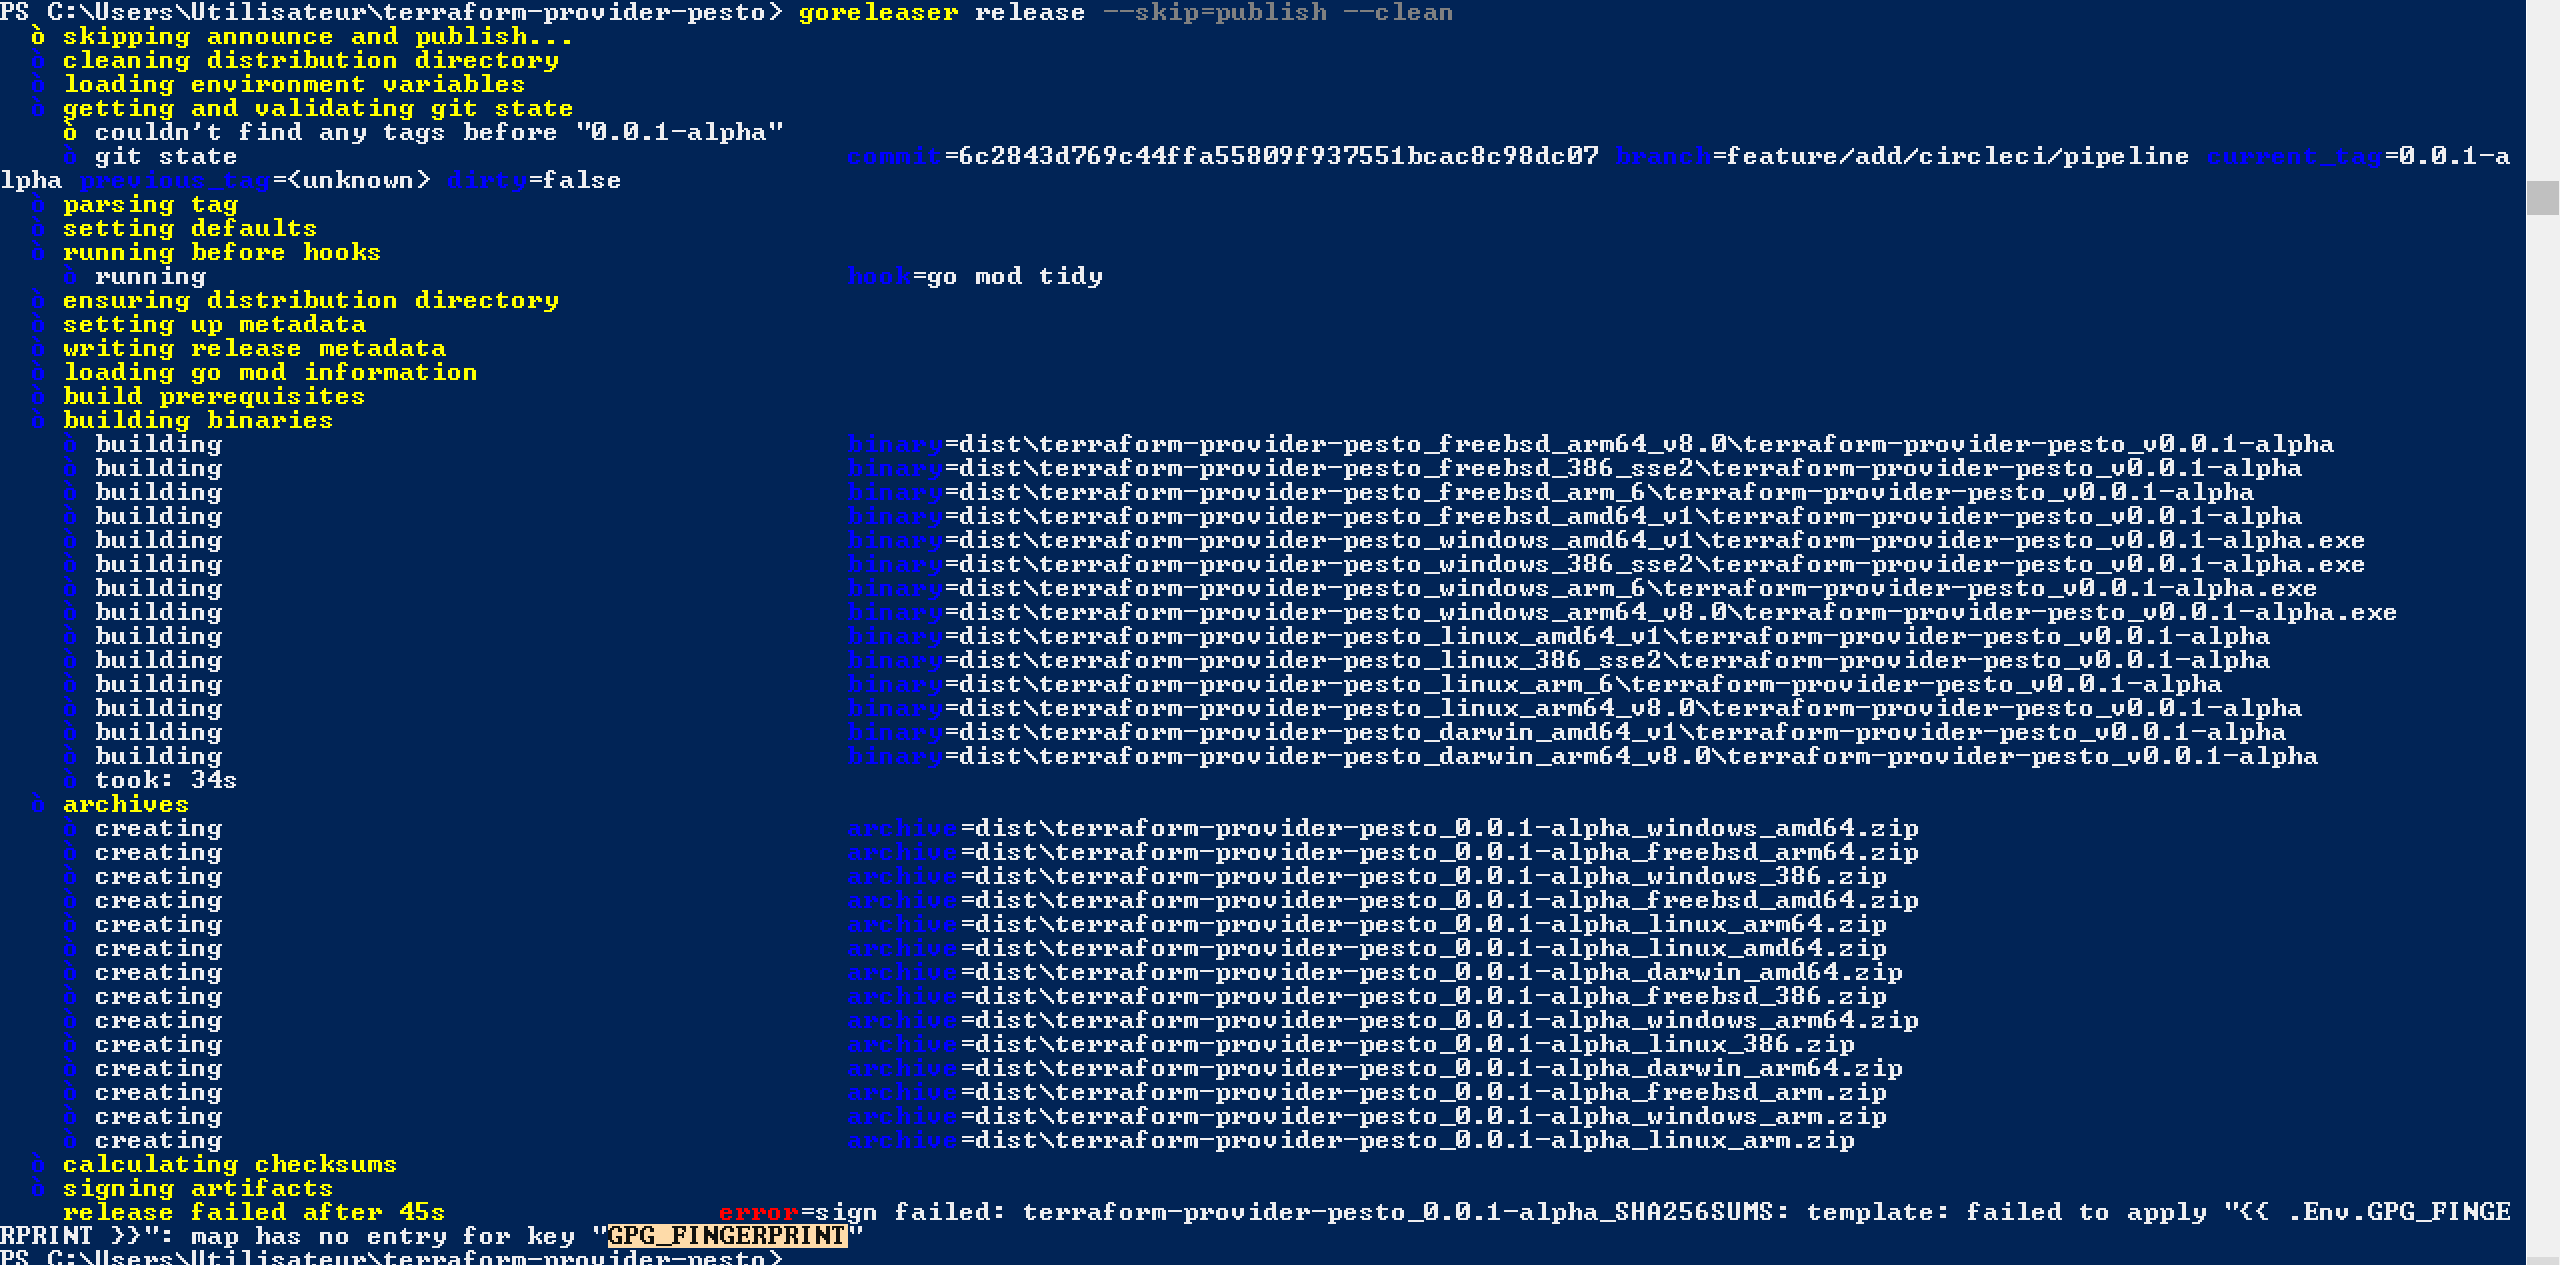 PS C:\Users\Utilisateur\terraform-provider-pesto> goreleaser release --skip=publish --clean
ò skipping announce and publish...
ò cleaning distribution directory
ò loading environment variables
ò getting and validating git state
ò couldn't find any tags before "0.0.1-alpha"
ò git state commit=6c2843d769c44ffa55809f937551bcac8c98dc07 branch=feature/add/circleci/pipeline current_tag=0.0.1-a
lpha previous_tag=<unknown> dirty=false
ò parsing tag
ò setting defaults
ò running before hooks
ò running hook=go mod tidy
ò ensuring distribution directory
ò setting up metadata
ò writing release metadata
ò loading go mod information
ò build prerequisites
ò building binaries
ò building binary=dist\terraform-provider-pesto_freebsd_arm64_v8.0\terraform-provider-pesto_v0.0.1-alpha
ò building binary=dist\terraform-provider-pesto_freebsd_386_sse2\terraform-provider-pesto_v0.0.1-alpha
ò building binary=dist\terraform-provider-pesto_freebsd_arm_6\terraform-provider-pesto_v0.0.1-alpha
ò building binary=dist\terraform-provider-pesto_freebsd_amd64_v1\terraform-provider-pesto_v0.0.1-alpha
ò building binary=dist\terraform-provider-pesto_windows_amd64_v1\terraform-provider-pesto_v0.0.1-alpha.exe
ò building binary=dist\terraform-provider-pesto_windows_386_sse2\terraform-provider-pesto_v0.0.1-alpha.exe
ò building binary=dist\terraform-provider-pesto_windows_arm_6\terraform-provider-pesto_v0.0.1-alpha.exe
ò building binary=dist\terraform-provider-pesto_windows_arm64_v8.0\terraform-provider-pesto_v0.0.1-alpha.exe
ò building binary=dist\terraform-provider-pesto_linux_amd64_v1\terraform-provider-pesto_v0.0.1-alpha
ò building binary=dist\terraform-provider-pesto_linux_386_sse2\terraform-provider-pesto_v0.0.1-alpha
ò building binary=dist\terraform-provider-pesto_linux_arm_6\terraform-provider-pesto_v0.0.1-alpha
ò building binary=dist\terraform-provider-pesto_linux_arm64_v8.0\terraform-provider-pesto_v0.0.1-alpha
ò building binary=dist\terraform-provider-pesto_darwin_amd64_v1\terraform-provider-pesto_v0.0.1-alpha
ò building binary=dist\terraform-provider-pesto_darwin_arm64_v8.0\terraform-provider-pesto_v0.0.1-alpha
ò took: 34s
ò archives
ò creating archive=dist\terraform-provider-pesto_0.0.1-alpha_windows_amd64.zip
ò creating archive=dist\terraform-provider-pesto_0.0.1-alpha_freebsd_arm64.zip
ò creating archive=dist\terraform-provider-pesto_0.0.1-alpha_windows_386.zip
ò creating archive=dist\terraform-provider-pesto_0.0.1-alpha_freebsd_amd64.zip
ò creating archive=dist\terraform-provider-pesto_0.0.1-alpha_linux_arm64.zip
ò creating archive=dist\terraform-provider-pesto_0.0.1-alpha_linux_amd64.zip
ò creating archive=dist\terraform-provider-pesto_0.0.1-alpha_darwin_amd64.zip
ò creating archive=dist\terraform-provider-pesto_0.0.1-alpha_freebsd_386.zip
ò creating archive=dist\terraform-provider-pesto_0.0.1-alpha_windows_arm64.zip
ò creating archive=dist\terraform-provider-pesto_0.0.1-alpha_linux_386.zip
ò creating archive=dist\terraform-provider-pesto_0.0.1-alpha_darwin_arm64.zip
ò creating archive=dist\terraform-provider-pesto_0.0.1-alpha_freebsd_arm.zip
ò creating archive=dist\terraform-provider-pesto_0.0.1-alpha_windows_arm.zip
ò creating archive=dist\terraform-provider-pesto_0.0.1-alpha_linux_arm.zip
ò calculating checksums
ò signing artifacts
release failed after 45s error=sign failed: terraform-provider-pesto_0.0.1-alpha_SHA256SUMS: template: failed to apply "{{ .Env.GPG_FINGE
RPRINT }}": map has no entry for key "GPG_FINGERPRINT"
PS C:\Users\Utilisateur\terraform-provider-pesto>